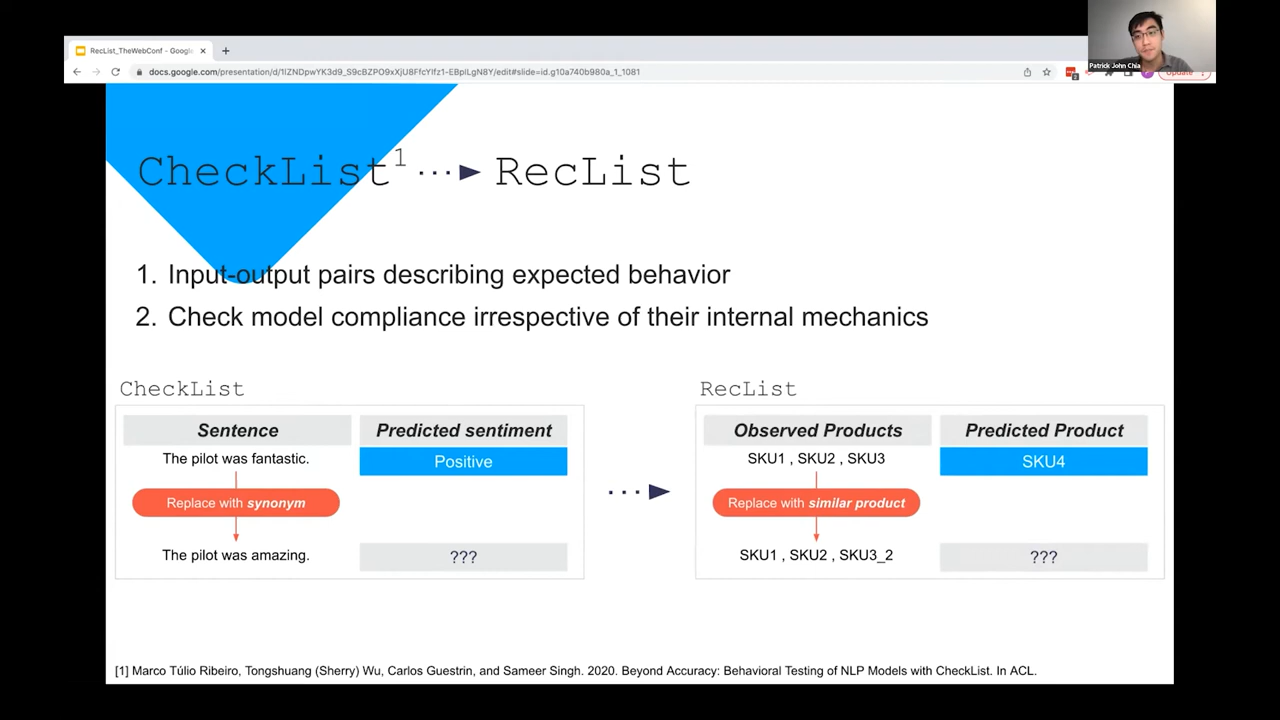 RecList_TheWebConf - Google
docs.google.com/presentation/d/1IZNDpwYK3d9_S9cBZPO9xXjU8FfcYIfz1-EBplLgN8Y/edit#slide=id.g10a740b980a_1_1081
Update
Patrick John Chia
CheckList1 ···► RecList
1. Input-output pairs describing expected behavior
2. Check model compliance irrespective of their internal mechanics
CheckList
Sentence Predicted sentiment
The pilot was fantastic. Positive
Replace with synonym
The pilot was amazing. ???
RecList
Observed Products Predicted Product
SKU1 , SKU2 , SKU3 SKU4
Replace with similar product
SKU1 , SKU2 , SKU3_2 ???
[1] Marco Túlio Ribeiro, Tongshuang (Sherry) Wu, Carlos Guestrin, and Sameer Singh. 2020. Beyond Accuracy: Behavioral Testing of NLP Models with CheckList. In ACL.